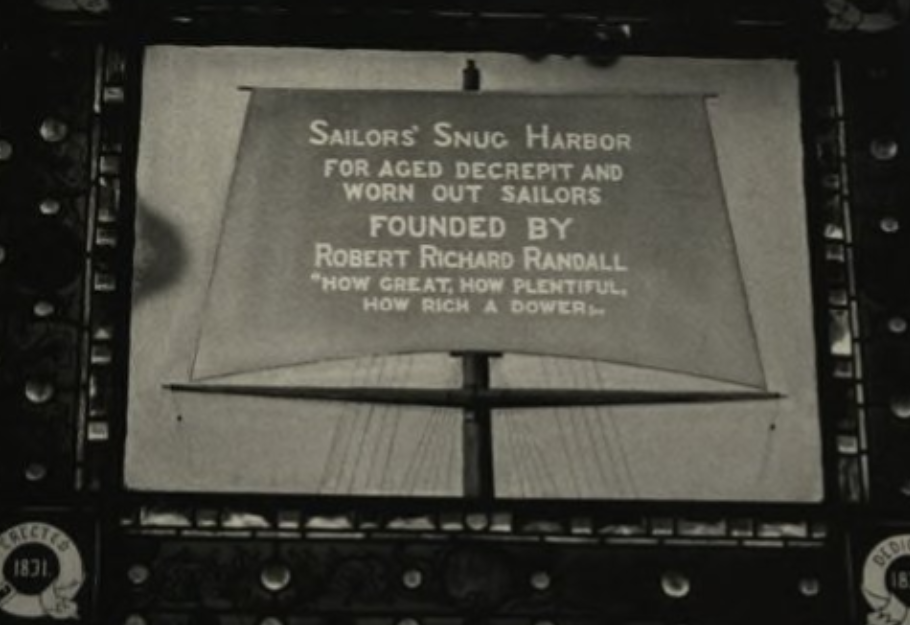 SAILORS' SNUG HARBOR
FOR AGED DECREPIT AND
WORN OUT SAILORS
FOUNDED BY
ROBERT RICHARD RANDALL
"HOW GREAT, HOW PLENTIFUL,
HOW RICH A DOWER;"
ERECTED
1831.